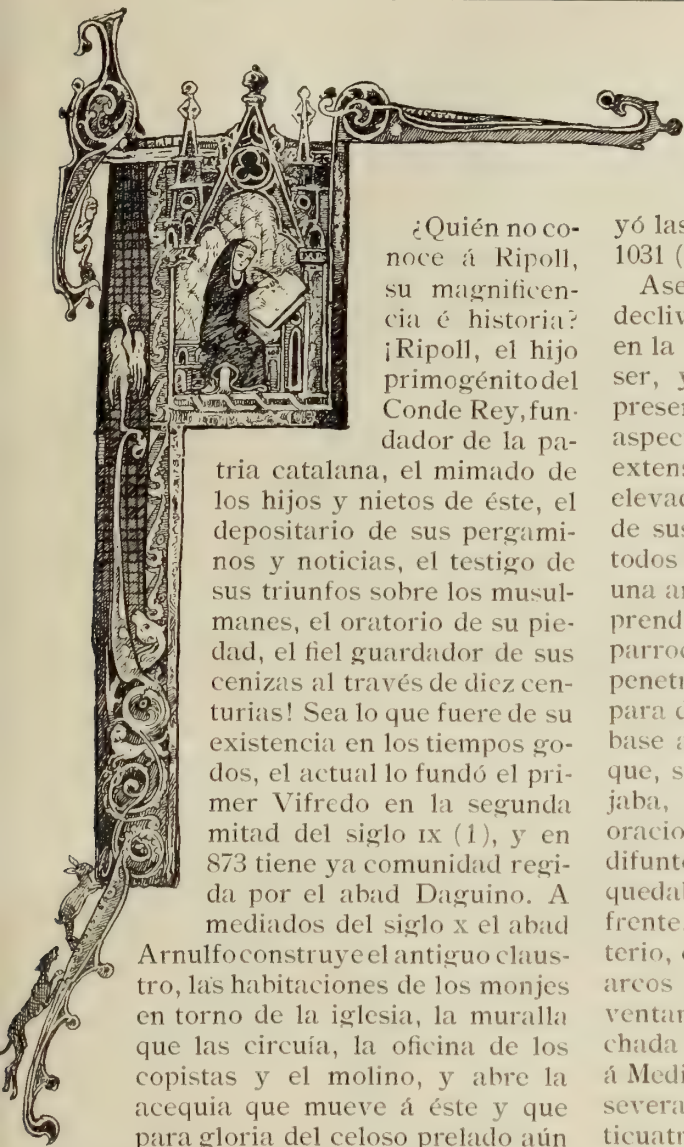 ¿Quién no co-
noce á Ripoll,
su magnificen-
cia é historia?
¡Ripoll, el hijo
primogénito del
Conde Rey, fun-
dador de la pa-
tria catalana, el mimado de
los hijos y nietos de éste, el
depositario de sus pergami-
nos y noticias, el testigo de
sus triunfos sobre los musul-
manes, el oratorio de su pie-
dad, el fiel guardador de sus
cenizas al través de diez cen-
turias! Sea lo que fuere de su
existencia en los tiempos go-
dos, el actual lo fundó el pri-
mer Vifredo en la segunda
mitad del siglo IX (1), y en
873 tiene ya comunidad regi-
da por el abad Daguino. A
mediados del siglo X el abad
Arnulfo construye el antiguo claus-
tro, las habitaciones de los monjes
en torno de la iglesia, la muralla
que las circuía, la oficina de los
copistas y el molino, y abre la
acequia que mueve á éste y que
para gloria del celoso prelado aún
yó las
1031 (
Ase
decliv
en la
ser, y
presen
aspec
extens
elevad
de sus
todos
una an
prend
parroc
penetr
para d
base a
que, s
jaba,
oracio
difunt
quedab
frente
terio, 
arcos
ventan
chada
á Medi
severa
ticuatr